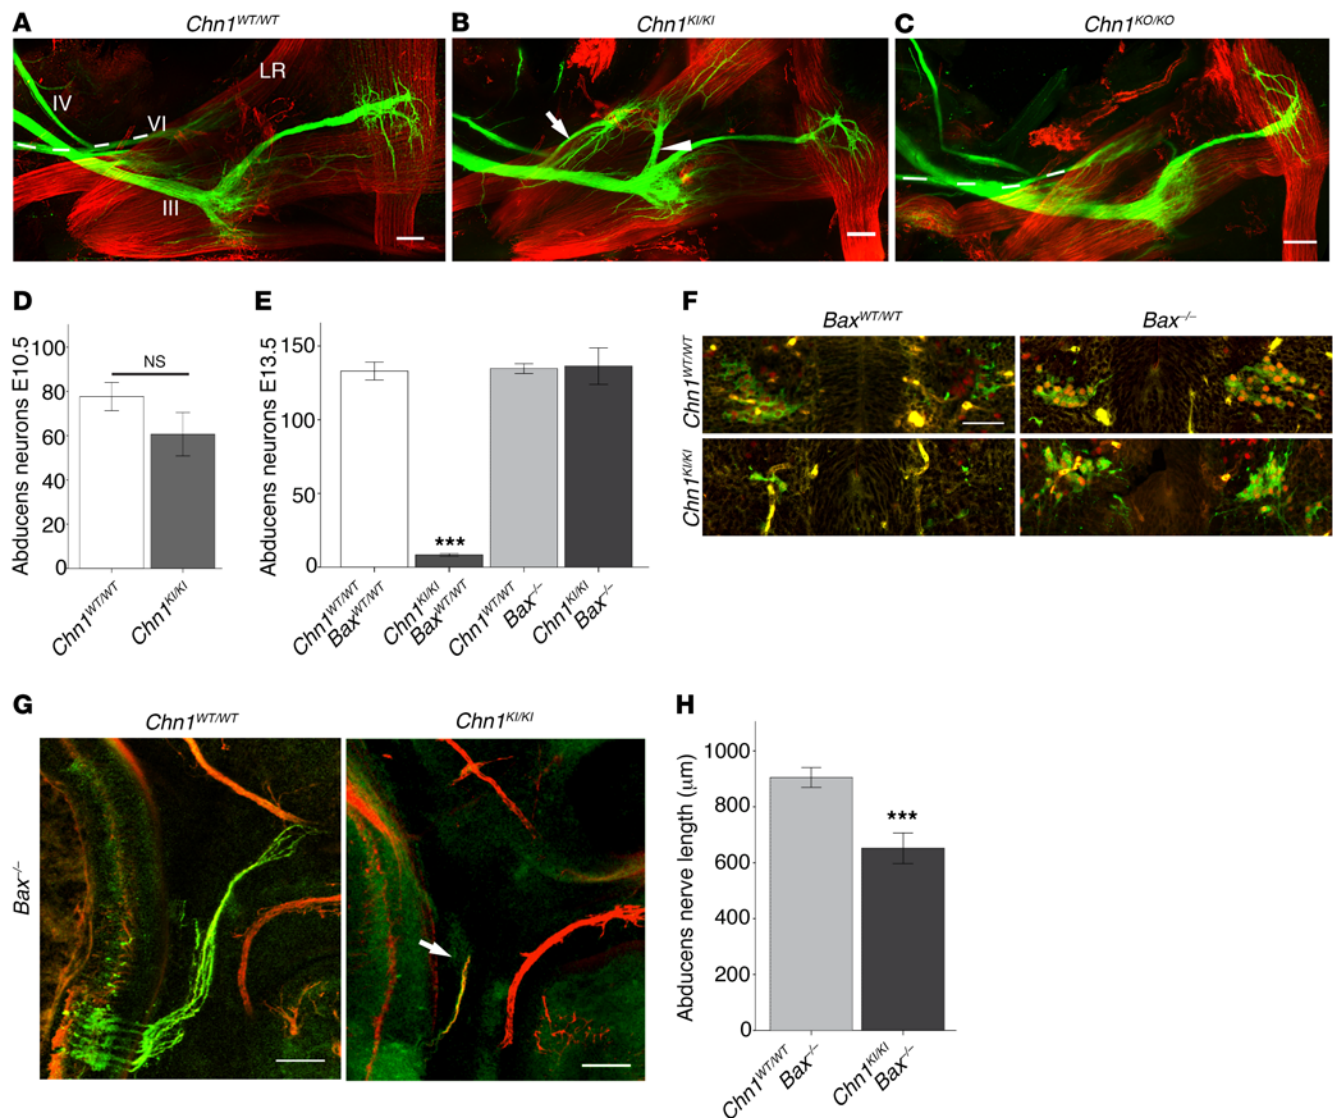 A
Chn1WT/WT
B
Chn1KI/KI
C
Chn1KO/KO
LR
IV
VI
III
D
Abducens neurons E10.5
100
80
60
40
20
0
NS
Chn1WT/WT
Chn1KI/KI
E
Abducens neurons E13.5
150
100
50
0
***
Chn1WT/WT
BaxWT/WT
Chn1KI/KI
BaxWT/WT
Chn1WT/WT
Bax–/–
Chn1KI/KI
Bax–/–
F
BaxWT/WT
Bax–/–
Chn1WT/WT
Chn1KI/KI
G
Chn1WT/WT
Chn1KI/KI
Bax–/–
H
Abducens nerve length (μm)
1000
800
600
400
200
0
***
Chn1WT/WT
Bax–/–
Chn1KI/KI
Bax–/–